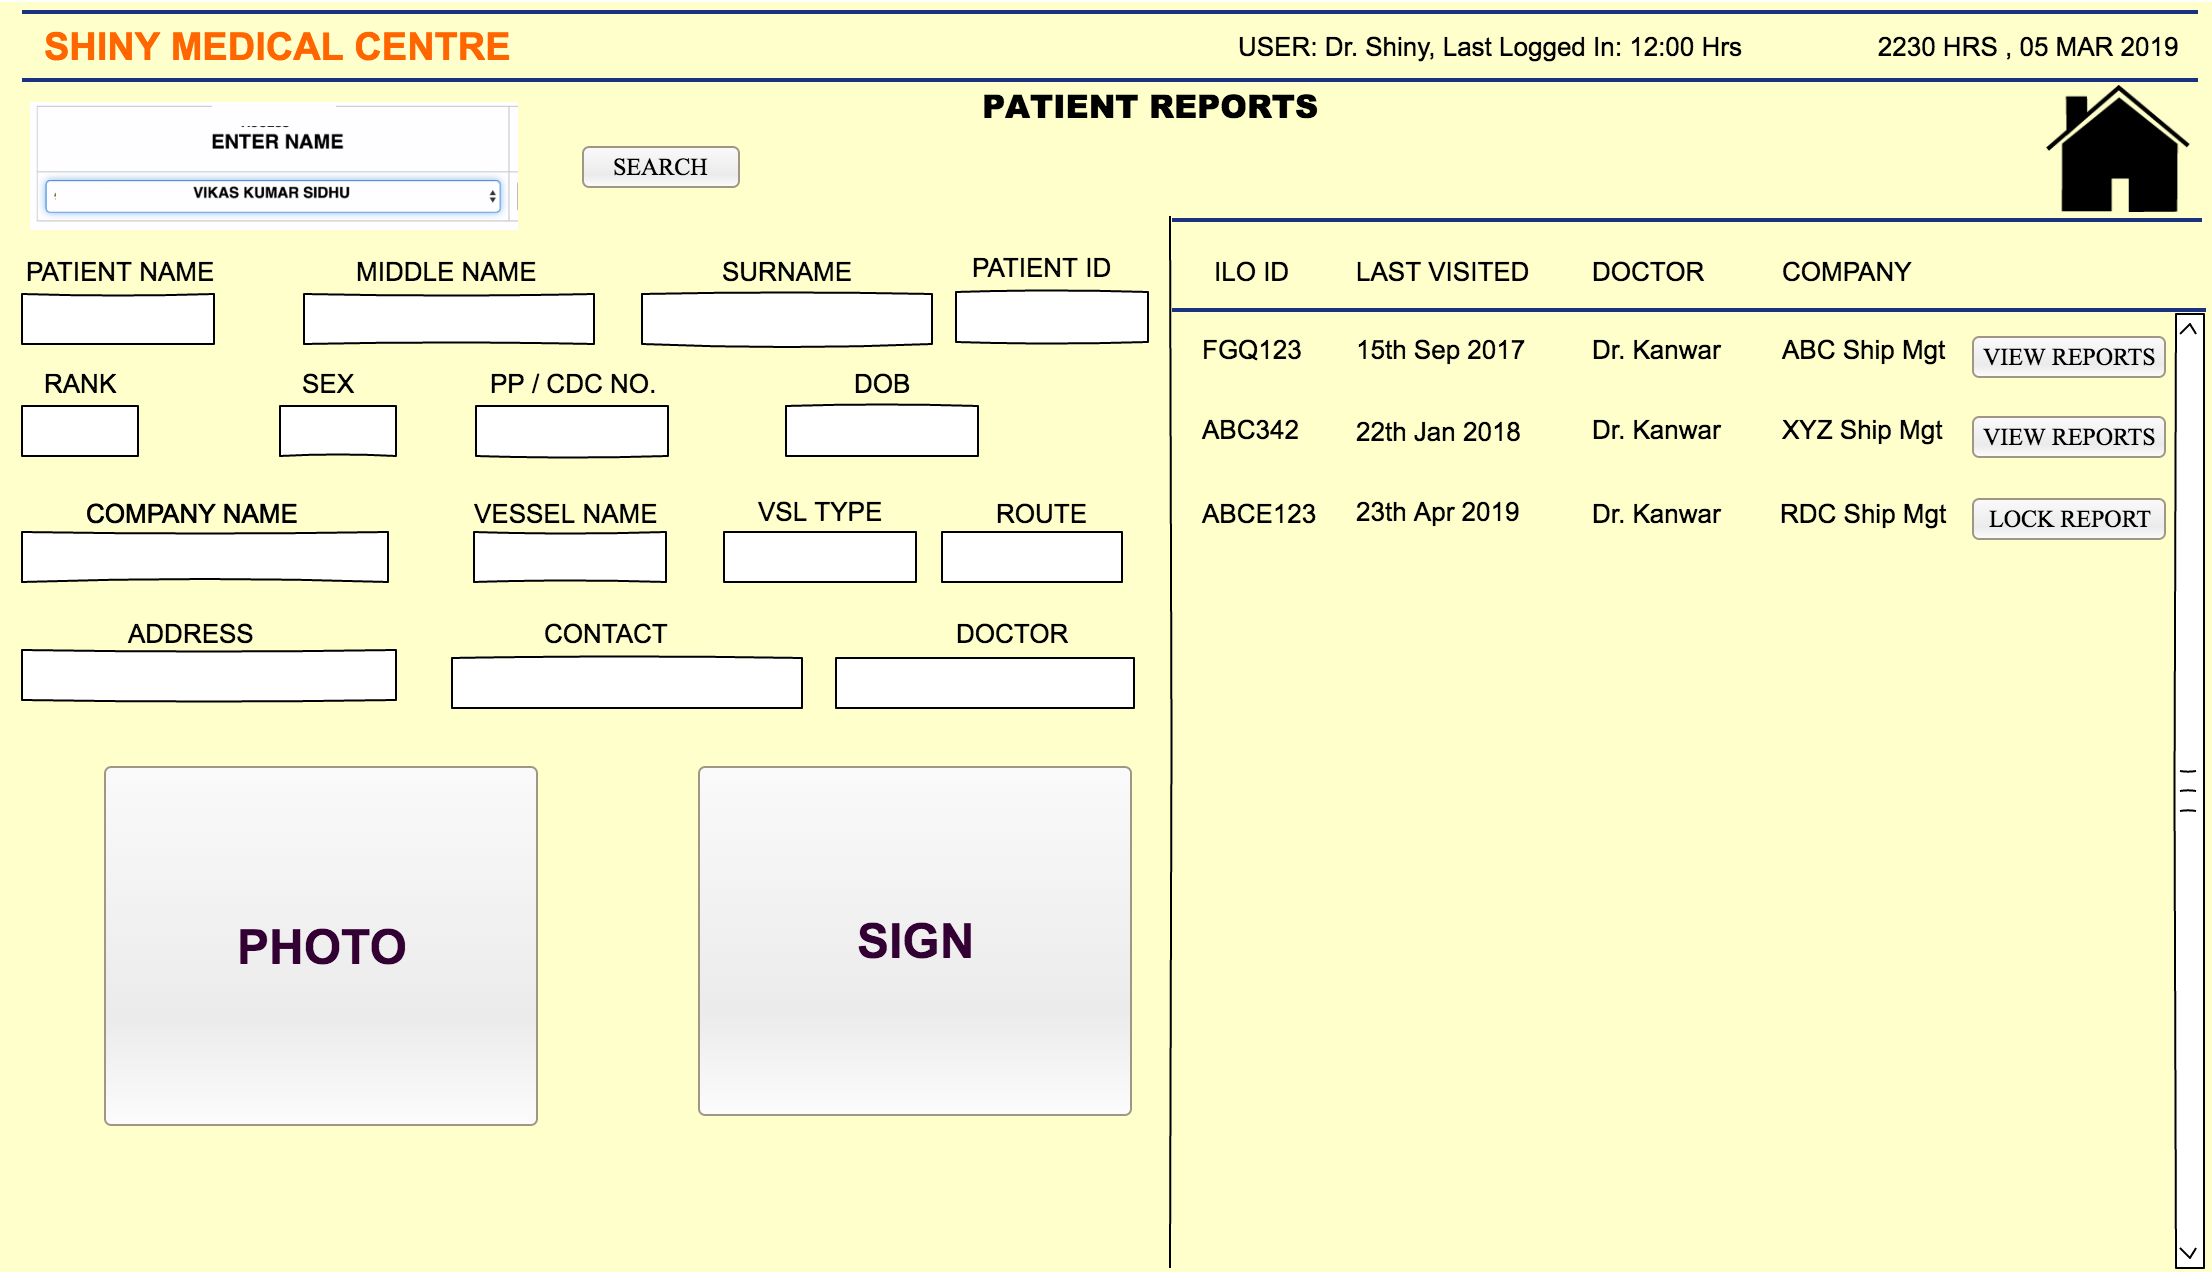 SHINY MEDICAL CENTRE USER: Dr. Shiny, Last Logged In: 12:00 Hrs 2230 HRS , 05 MAR 2019
PATIENT REPORTS
ENTER NAME
SEARCH
VIKAS KUMAR SIDHU
PATIENT NAME MIDDLE NAME SURNAME PATIENT ID
RANK SEX PP / CDC NO. DOB
COMPANY NAME VESSEL NAME VSL TYPE ROUTE
ADDRESS CONTACT DOCTOR
PHOTO SIGN
ILO ID LAST VISITED DOCTOR COMPANY
FGQ123 15th Sep 2017 Dr. Kanwar ABC Ship Mgt VIEW REPORTS
ABC342 22th Jan 2018 Dr. Kanwar XYZ Ship Mgt VIEW REPORTS
ABCE123 23th Apr 2019 Dr. Kanwar RDC Ship Mgt LOCK REPORT